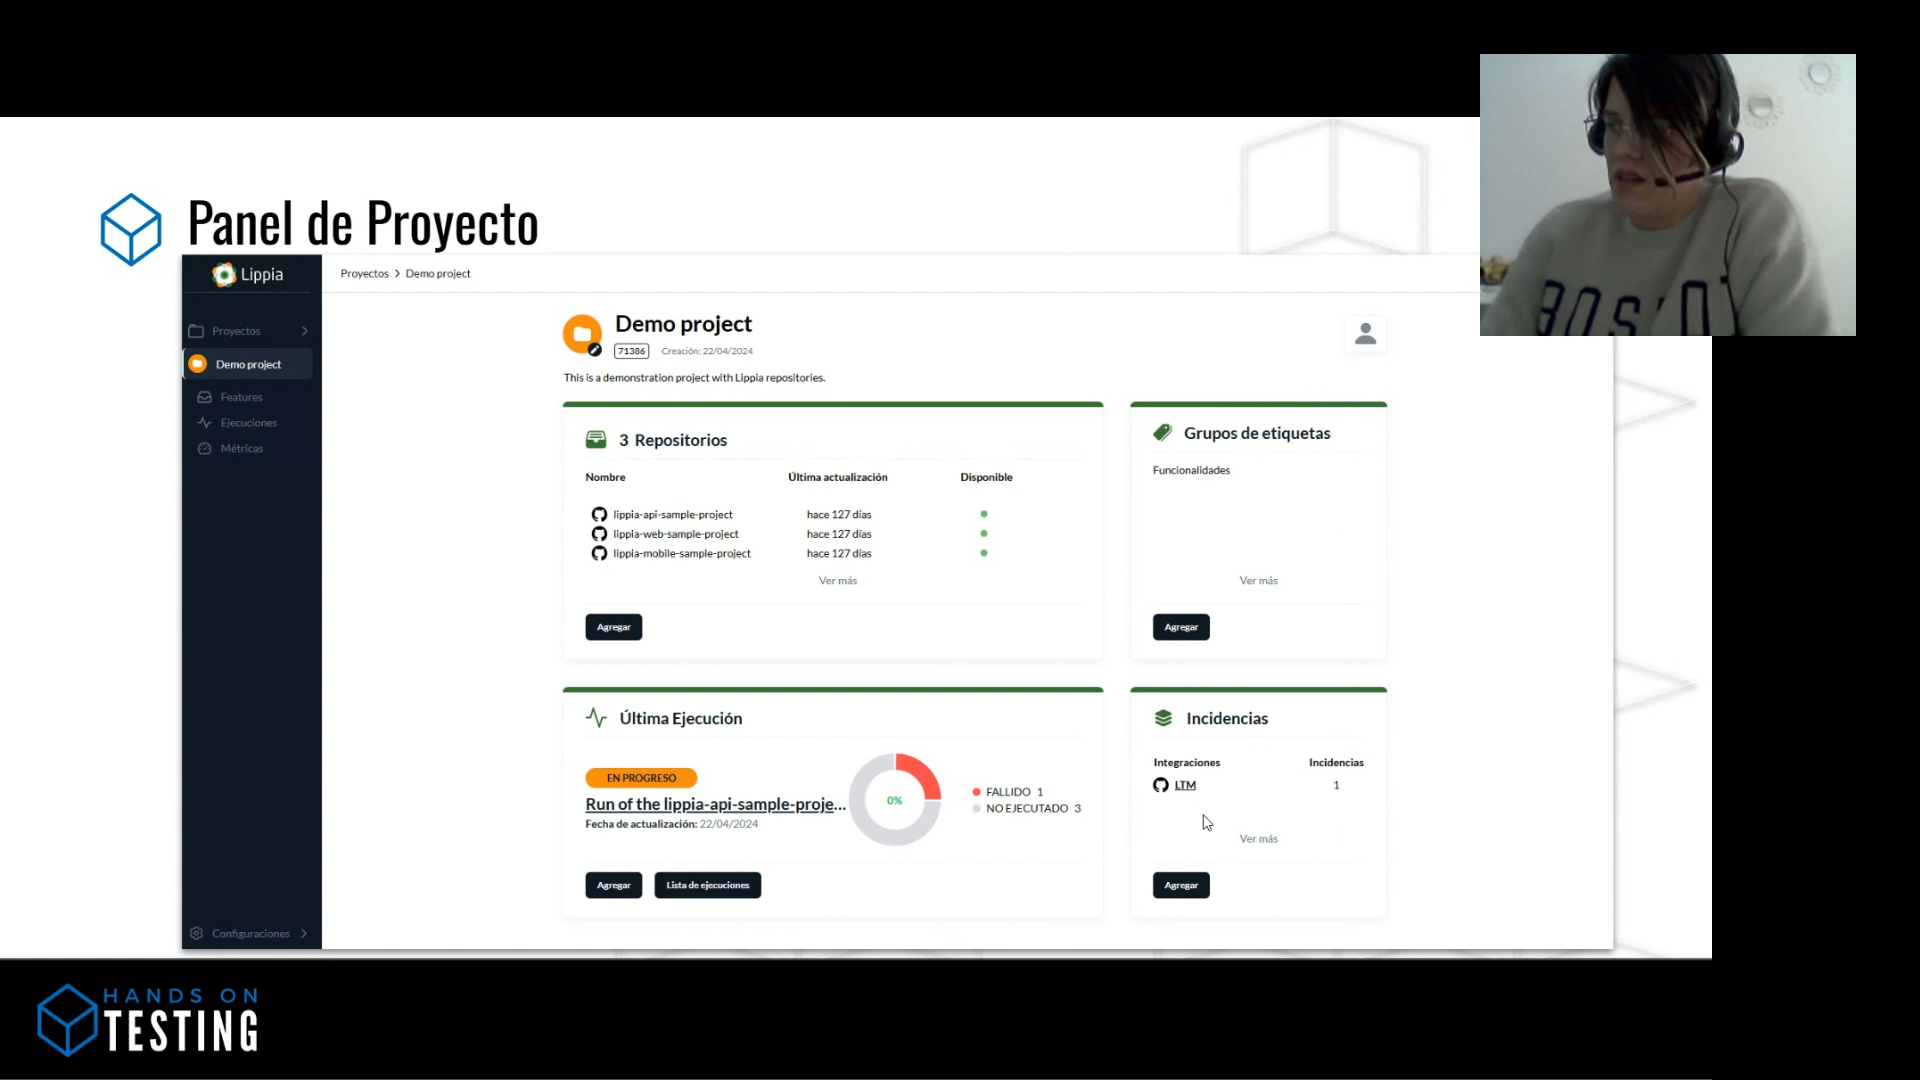 Panel de Proyecto
Lippia
Proyectos > Demo project
Proyectos
Demo project
Features
Ejecuciones
Métricas
Configuraciones
Demo project
71386 Creación: 22/04/2024
This is a demonstration project with Lippia repositories.
3 Repositorios
Nombre Última actualización Disponible
lippia-api-sample-project hace 127 días
lippia-web-sample-project hace 127 días
lippia-mobile-sample-project hace 127 días
Ver más
Agregar
Grupos de etiquetas
Funcionalidades
Ver más
Agregar
Última Ejecución
EN PROGRESO
Run of the lippia-api-sample-proje...
Fecha de actualización: 22/04/2024
0%
FALLIDO 1
NO EJECUTADO 3
Agregar Lista de ejecuciones
Incidencias
Integraciones Incidencias
LTM 1
Ver más
Agregar
HANDS ON
TESTING